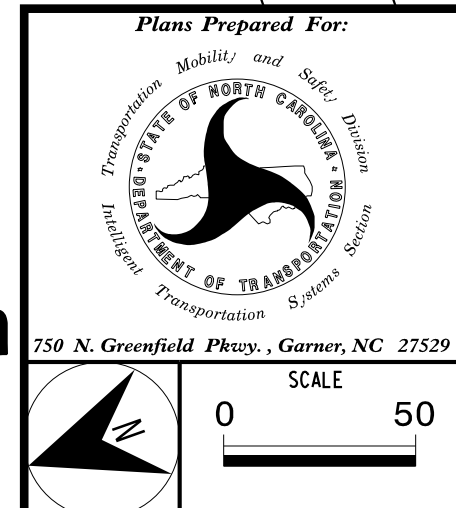 Plans Prepared For:
Transportation Mobility and Safety Division
STATE OF NORTH CAROLINA
DEPARTMENT OF TRANSPORTATION
Intelligent Transportation Systems Section
750 N. Greenfield Pkwy. , Garner, NC 27529
N
SCALE
0 50